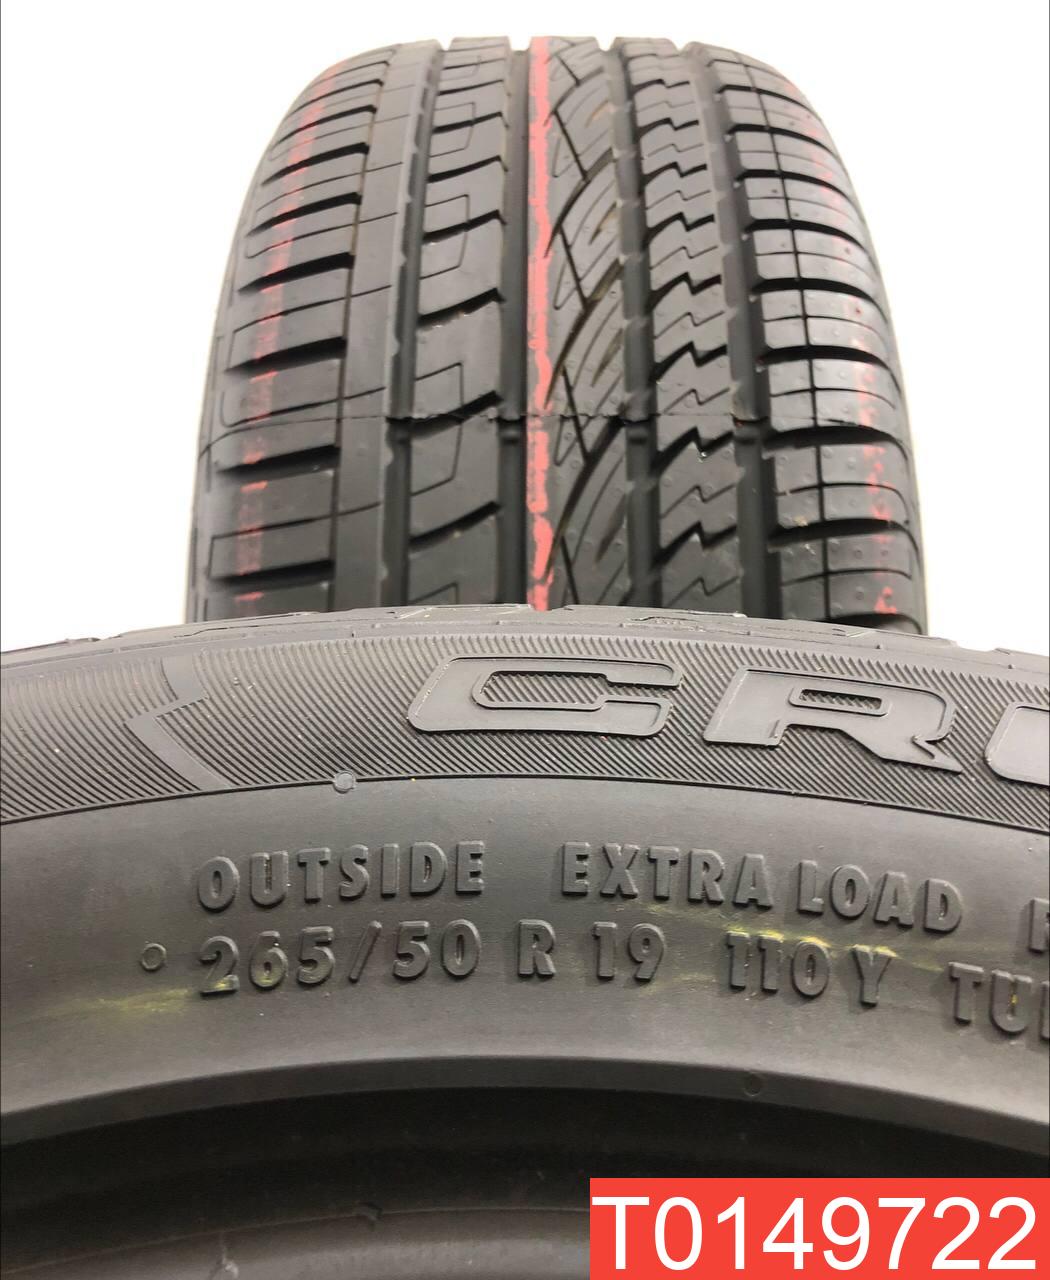 CR
OUTSIDE EXTRA LOAD
265/50 R 19 110 Y
T0149722